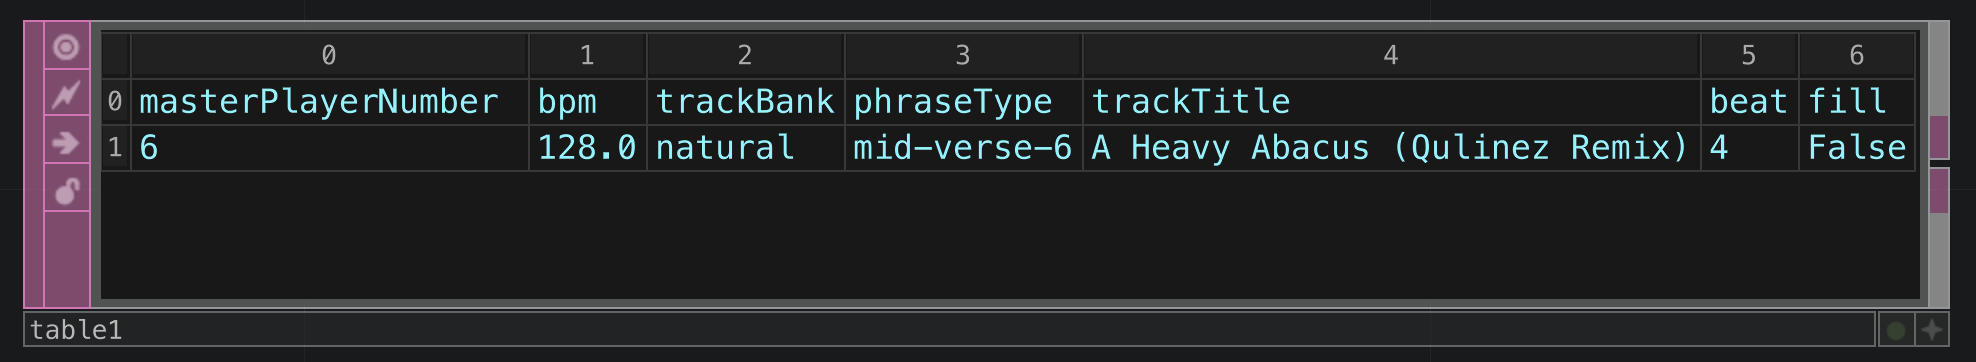 0 1 2 3 4 5 6
0 masterPlayerNumber bpm trackBank phraseType trackTitle beat fill
1 6 128.0 natural mid-verse-6 A Heavy Abacus (Qulinez Remix) 4 False
table1